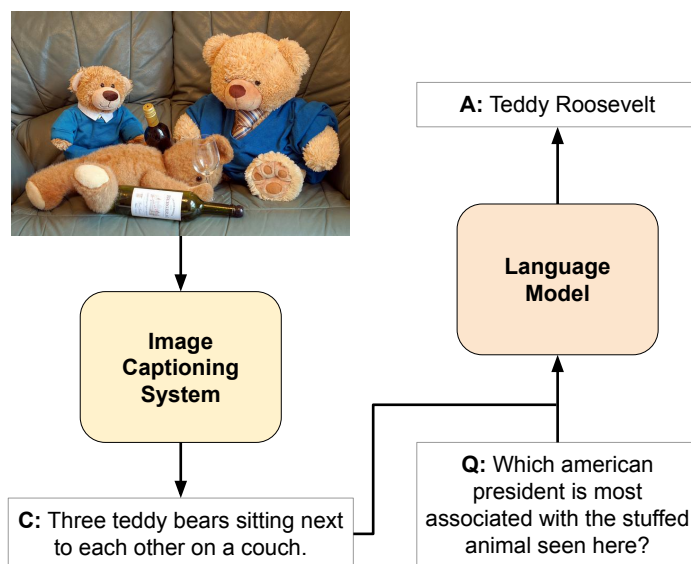 A: Teddy Roosevelt
Language
Model
Image
Captioning
System
C: Three teddy bears sitting next
to each other on a couch.
Q: Which american
president is most
associated with the stuffed
animal seen here?